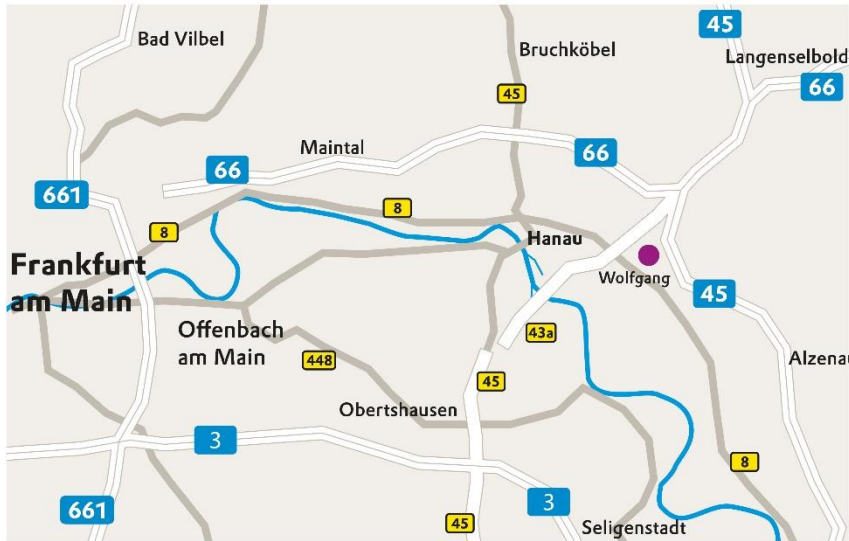 45
Bad Vilbel
Bruchköbel
Langenselbold
66
45
Maintal
66
66
661
8
8
Hanau
Frankfurt
am Main
Wolfgang
45
Offenbach
am Main
43a
448
45
Alzenau
Obertshausen
3
8
661
45
3
Seligenstadt